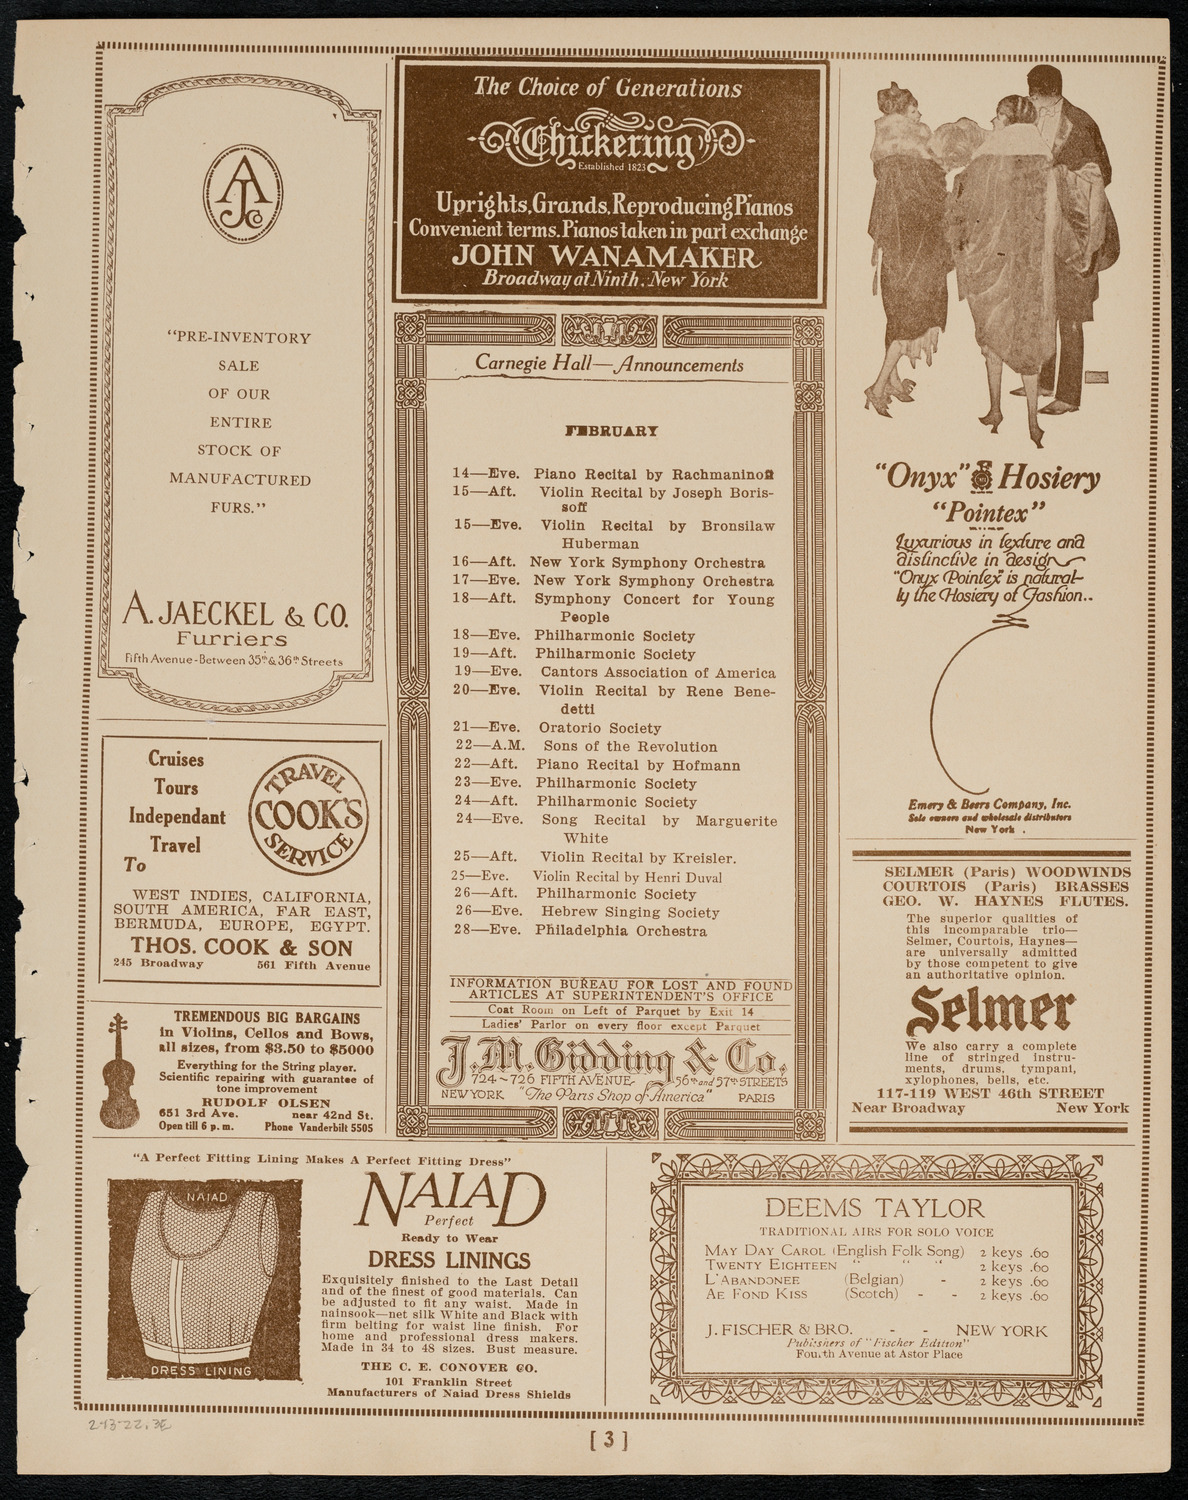 AJCo
"PRE-INVENTORY
SALE
OF OUR
ENTIRE
STOCK OF
MANUFACTURED
FURS."
A. JAECKEL & CO.
Furriers
Fifth Avenue-Between 35th & 36th Streets
Cruises
Tours
Independant
Travel
To
TRAVEL
COOK'S
SERVICE
WEST INDIES, CALIFORNIA,
SOUTH AMERICA, FAR EAST,
BERMUDA, EUROPE, EGYPT.
THOS. COOK & SON
245 Broadway 561 Fifth Avenue
TREMENDOUS BIG BARGAINS
in Violins, Cellos and Bows,
all sizes, from $3.50 to $5000
Everything for the String player.
Scientific repairing with guarantee of
tone improvement
RUDOLF OLSEN
651 3rd Ave. near 42nd St.
Open till 6 p. m. Phone Vanderbilt 5505
The Choice of Generations
Chickering
Established 1823
Uprights, Grands, Reproducing Pianos
Convenient terms. Pianos taken in part exchange
JOHN WANAMAKER
Broadway at Ninth, New York
Carnegie Hall—Announcements
FEBRUARY
14—Eve. Piano Recital by Rachmaninoff
15—Aft. Violin Recital by Joseph Boris-
soff
15—Eve. Violin Recital by Bronsilaw
Huberman
16—Aft. New York Symphony Orchestra
17—Eve. New York Symphony Orchestra
18—Aft. Symphony Concert for Young
People
18—Eve. Philharmonic Society
19—Aft. Philharmonic Society
19—Eve. Cantors Association of America
20—Eve. Violin Recital by Rene Bene-
detti
21—Eve. Oratorio Society
22—A.M. Sons of the Revolution
22—Aft. Piano Recital by Hofmann
23—Eve. Philharmonic Society
24—Aft. Philharmonic Society
24—Eve. Song Recital by Marguerite
White
25—Aft. Violin Recital by Kreisler.
25—Eve. Violin Recital by Henri Duval
26—Aft. Philharmonic Society
26—Eve. Hebrew Singing Society
28—Eve. Philadelphia Orchestra
INFORMATION BUREAU FOR LOST AND FOUND
ARTICLES AT SUPERINTENDENT'S OFFICE
Coat Room on Left of Parquet by Exit 14
Ladies' Parlor on every floor except Parquet
J.M. Gidding & Co.
724~726 FIFTH AVENUE~ 56th and 57th STREETS
NEW YORK "The Paris Shop of America" PARIS
"Onyx" Hosiery
"Pointex"
Luxurious in texture and
distinctive in design~
"Onyx Pointex" is natural-
ly the Hosiery of Fashion..
Emery & Beers Company, Inc.
Sole owners and wholesale distributors
New York .
SELMER (Paris) WOODWINDS
COURTOIS (Paris) BRASSES
GEO. W. HAYNES FLUTES.
The superior qualities of
this incomparable trio—
Selmer, Courtois, Haynes—
are universally admitted
by those competent to give
an authoritative opinion.
Selmer
We also carry a complete
line of stringed instru-
ments, drums, tympani,
xylophones, bells, etc.
117-119 WEST 46th STREET
Near Broadway New York
"A Perfect Fitting Lining Makes A Perfect Fitting Dress"
NAIAD
DRESS LINING
NAIAD
Perfect
Ready to Wear
DRESS LININGS
Exquisitely finished to the Last Detail
and of the finest of good materials. Can
be adjusted to fit any waist. Made in
nainsook—net silk White and Black with
firm belting for waist line finish. For
home and professional dress makers.
Made in 34 to 48 sizes. Bust measure.
THE C. E. CONOVER CO.
101 Franklin Street
Manufacturers of Naiad Dress Shields
DEEMS TAYLOR
TRADITIONAL AIRS FOR SOLO VOICE
MAY DAY CAROL (English Folk Song) 2 keys .60
TWENTY EIGHTEEN " " " 2 keys .60
L'ABANDONEE (Belgian) - 2 keys .60
AE FOND KISS (Scotch) - - 2 keys .60
J. FISCHER & BRO. - - NEW YORK
Publishers of "Fischer Edition"
Fourth Avenue at Astor Place
2-13-22, 3E
[ 3 ]